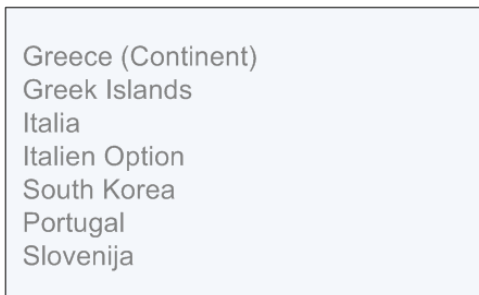 Greece (Continent)
Greek Islands
Italia
Italien Option
South Korea
Portugal
Slovenija